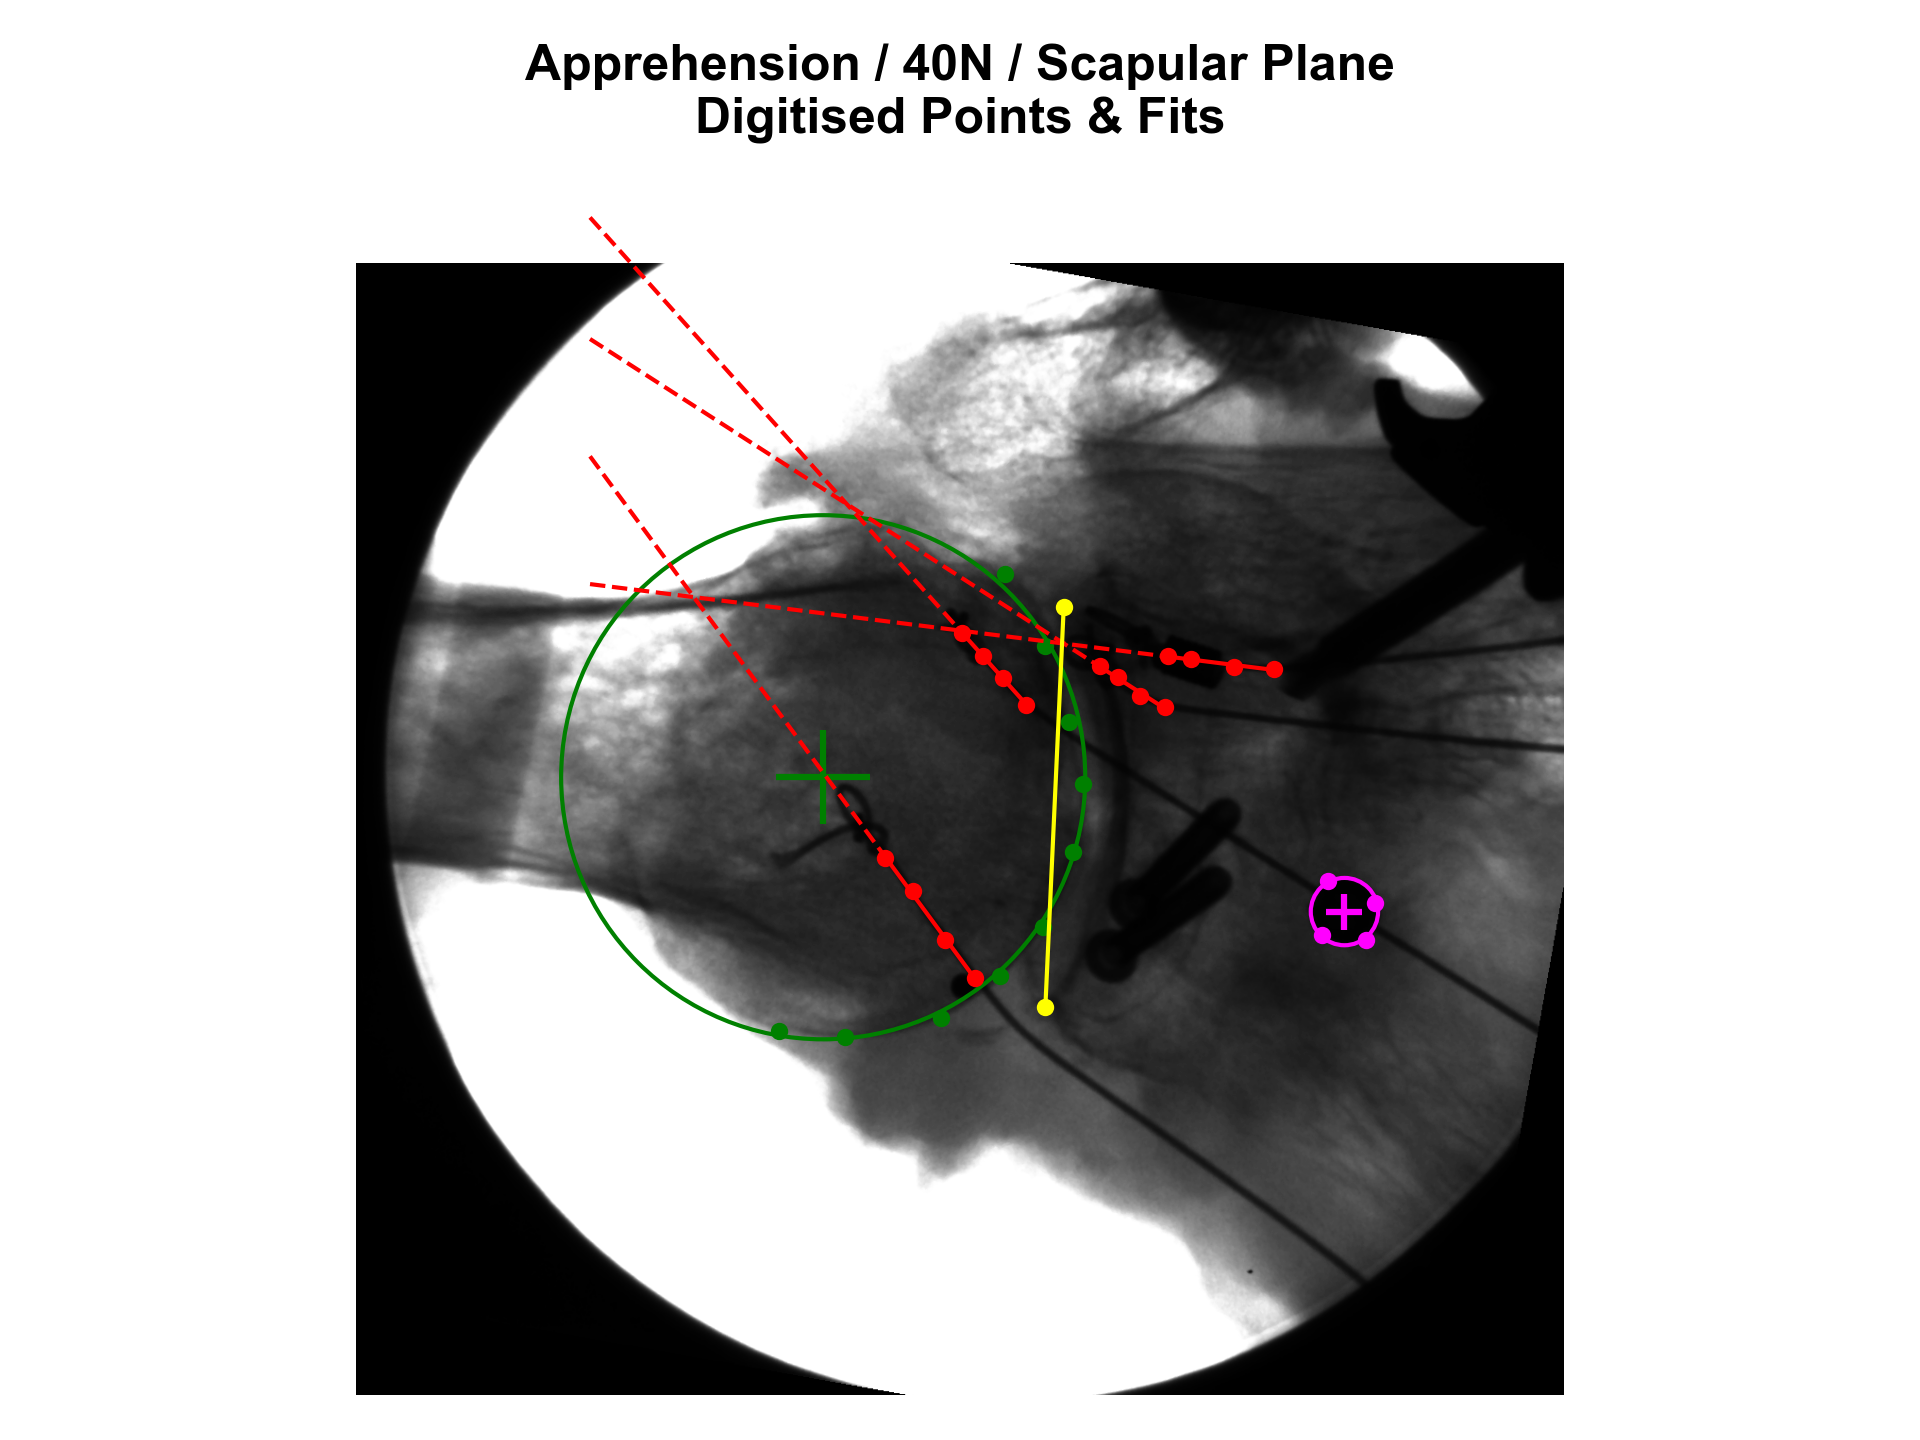 Apprehension / 40N / Scapular Plane
Digitised Points & Fits